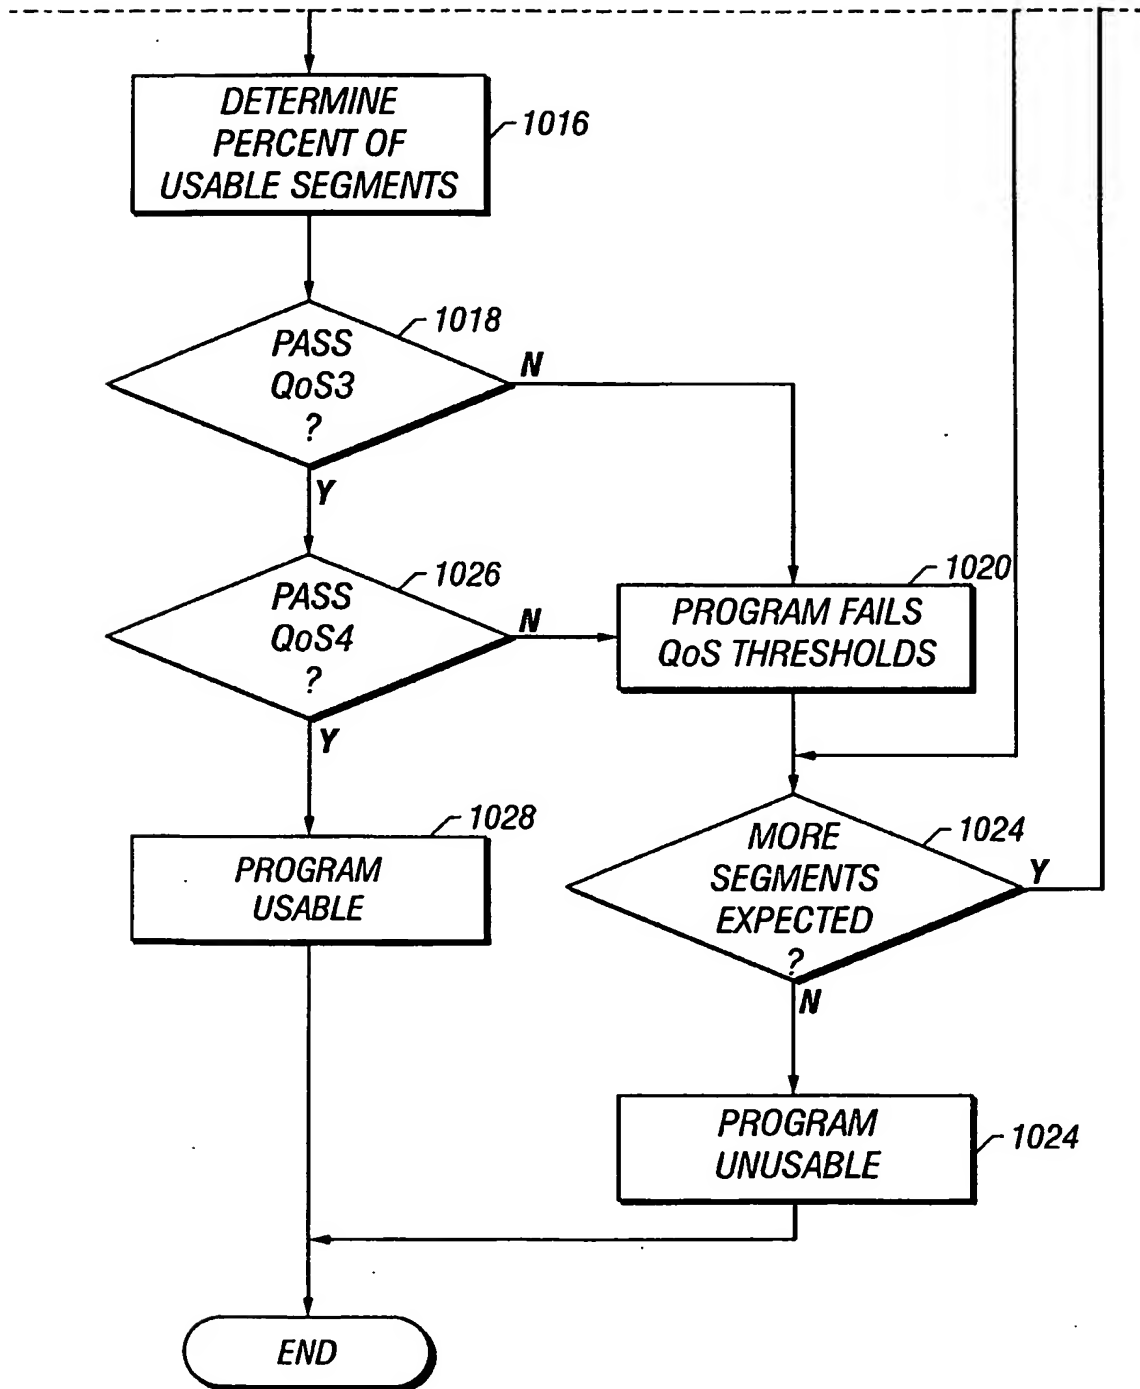 DETERMINE
PERCENT OF
USABLE SEGMENTS
1016
PASS
QoS3
?
1018
N
Y
PASS
QoS4
?
1026
N
Y
PROGRAM FAILS
QoS THRESHOLDS
1020
PROGRAM
USABLE
1028
MORE
SEGMENTS
EXPECTED
?
1024
Y
N
PROGRAM
UNUSABLE
1024
END